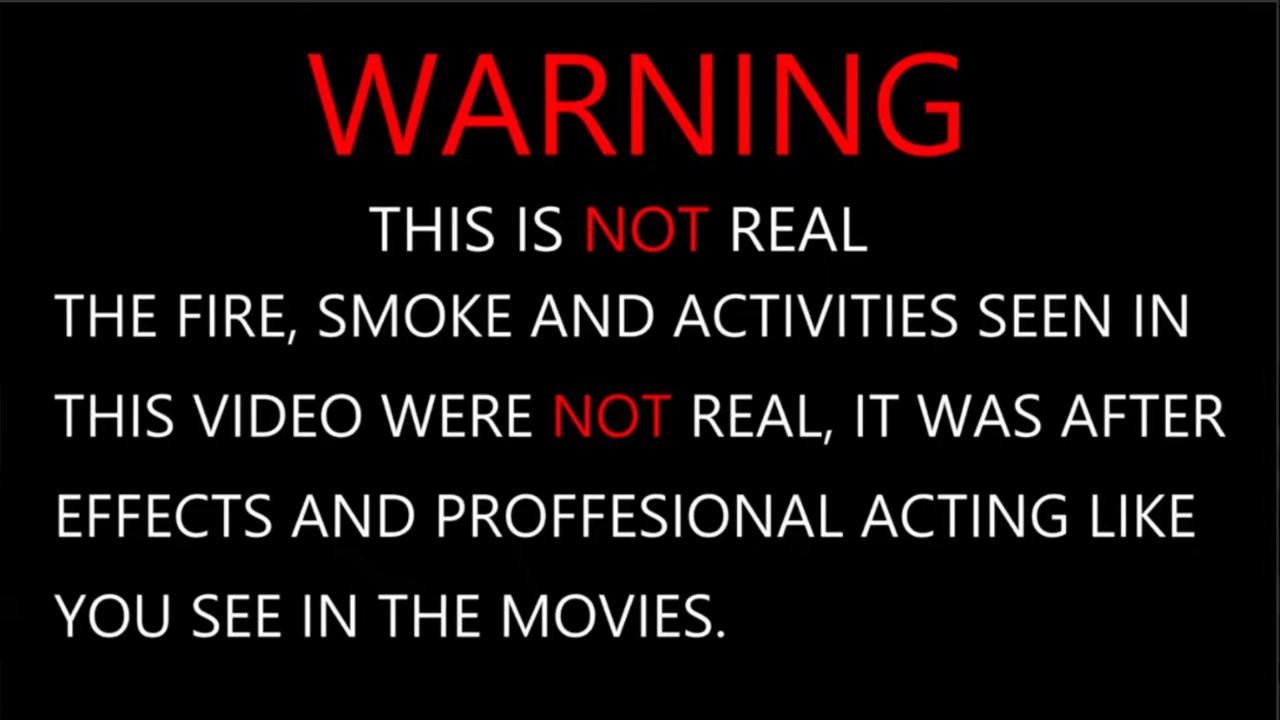 WARNING
THIS IS NOT REAL
THE FIRE, SMOKE AND ACTIVITIES SEEN IN
THIS VIDEO WERE NOT REAL, IT WAS AFTER
EFFECTS AND PROFFESIONAL ACTING LIKE
YOU SEE IN THE MOVIES.